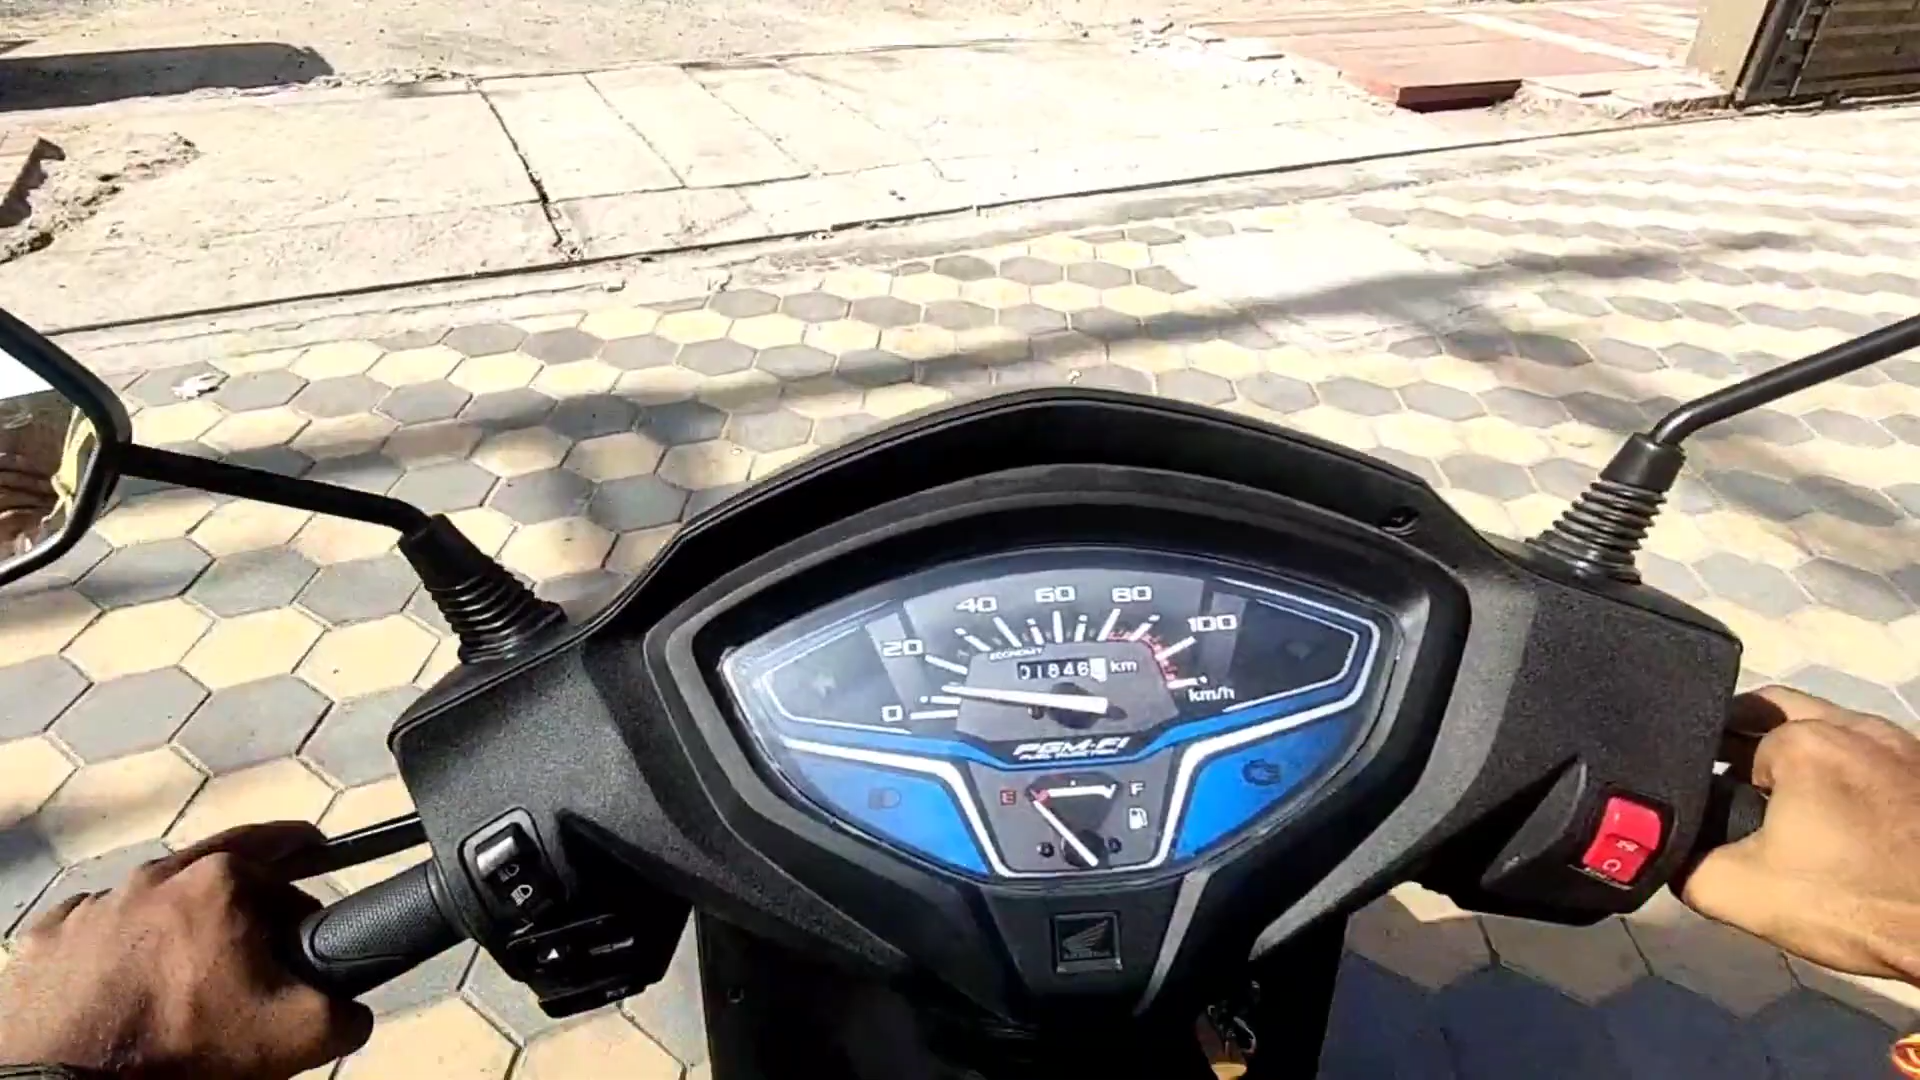 0
20
40
60
80
100
km/h
ECONOMY
01846 km
PGM-FI
FUEL INJECTION
E F